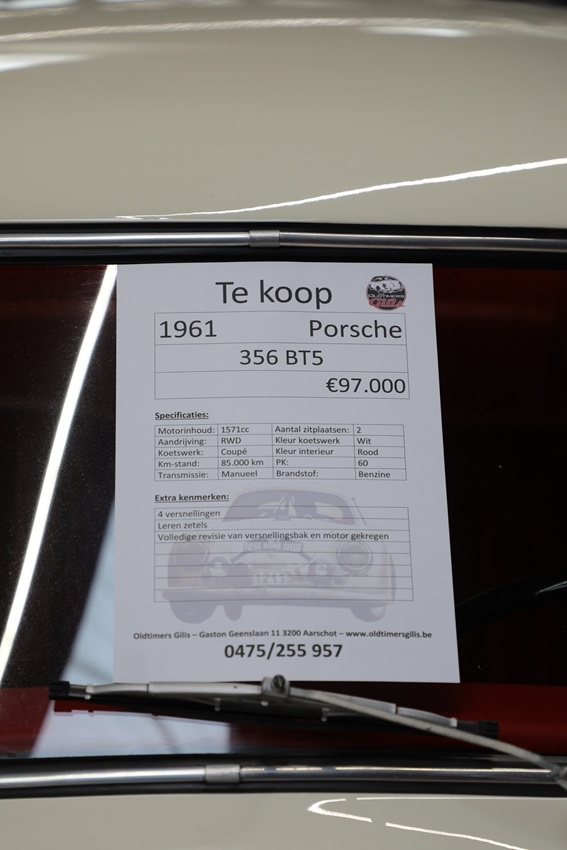 Te koop
OLDTIMERS
Gilis
1961 Porsche
356 BT5
€97.000
Specificaties:
Motorinhoud: 1571cc Aantal zitplaatsen: 2
Aandrijving: RWD Kleur koetswerk Wit
Koetswerk: Coupé Kleur interieur Rood
Km-stand: 85.000 km PK: 60
Transmissie: Manueel Brandstof: Benzine
Extra kenmerken:
4 versnellingen
Leren zetels
Volledige revisie van versnellingsbak en motor gekregen
Oldtimers Gilis – Gaston Geenslaan 11 3200 Aarschot – www.oldtimersgilis.be
0475/255 957